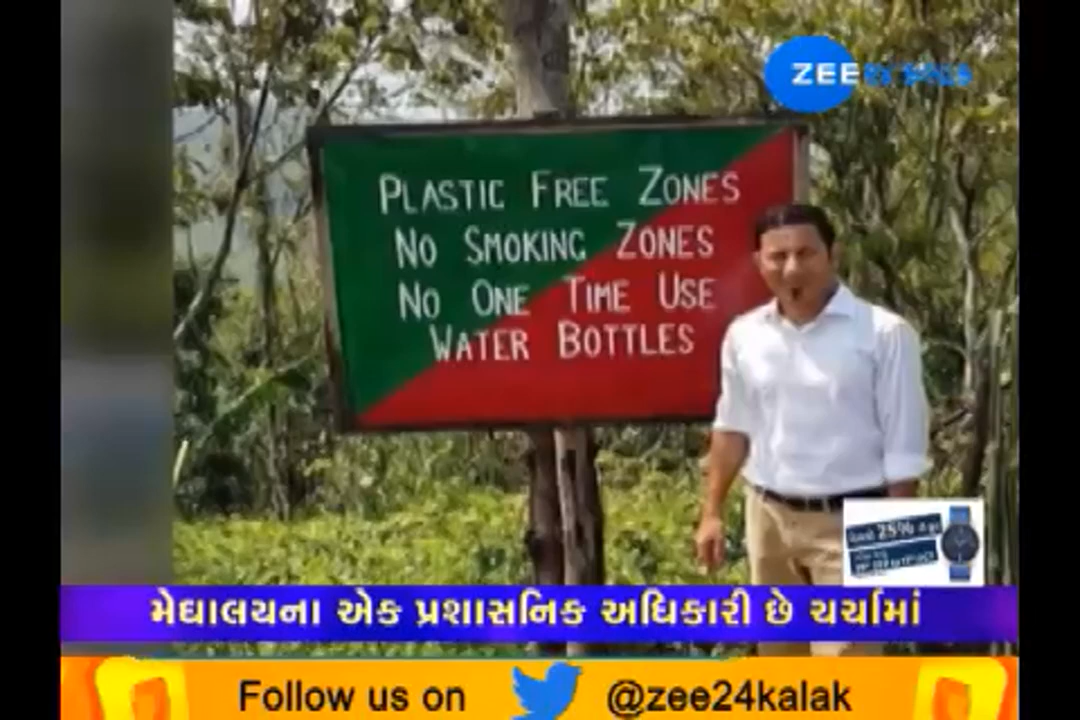 ZEE
PLASTIC FREE ZONES
NO SMOKING ZONES
NO ONE TIME USE
WATER BOTTLES
25%
મેઘાલયના એક પ્રશાસનિક અધિકારી છે ચર્ચામાં
Follow us on @zee24kalak